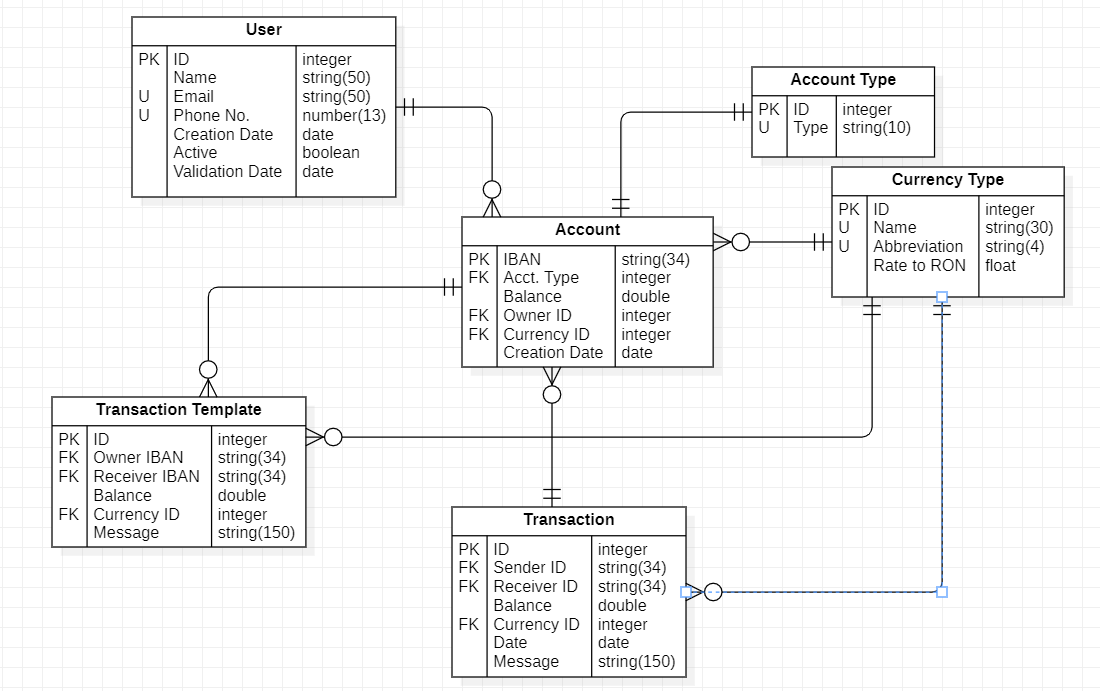 User
PK ID integer
Name string(50)
U Email string(50)
U Phone No. number(13)
Creation Date date
Active boolean
Validation Date date
Account Type
PK ID integer
U Type string(10)
Currency Type
PK ID integer
U Name string(30)
U Abbreviation string(4)
Rate to RON float
Account
PK IBAN string(34)
FK Acct. Type integer
Balance double
FK Owner ID integer
FK Currency ID integer
Creation Date date
Transaction Template
PK ID integer
FK Owner IBAN string(34)
FK Receiver IBAN string(34)
Balance double
FK Currency ID integer
Message string(150)
Transaction
PK ID integer
FK Sender ID string(34)
FK Receiver ID string(34)
Balance double
FK Currency ID integer
Date date
Message string(150)